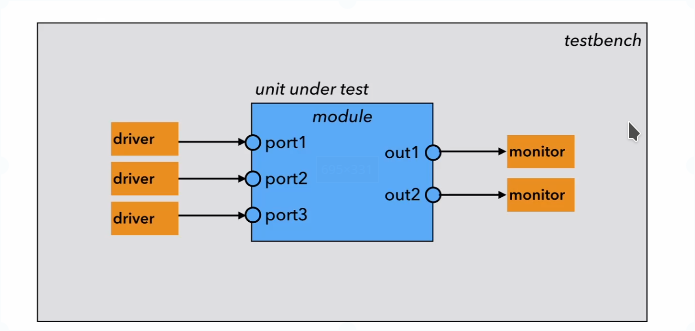 testbench
unit under test
module
driver
port1
driver
port2
driver
port3
out1
monitor
out2
monitor